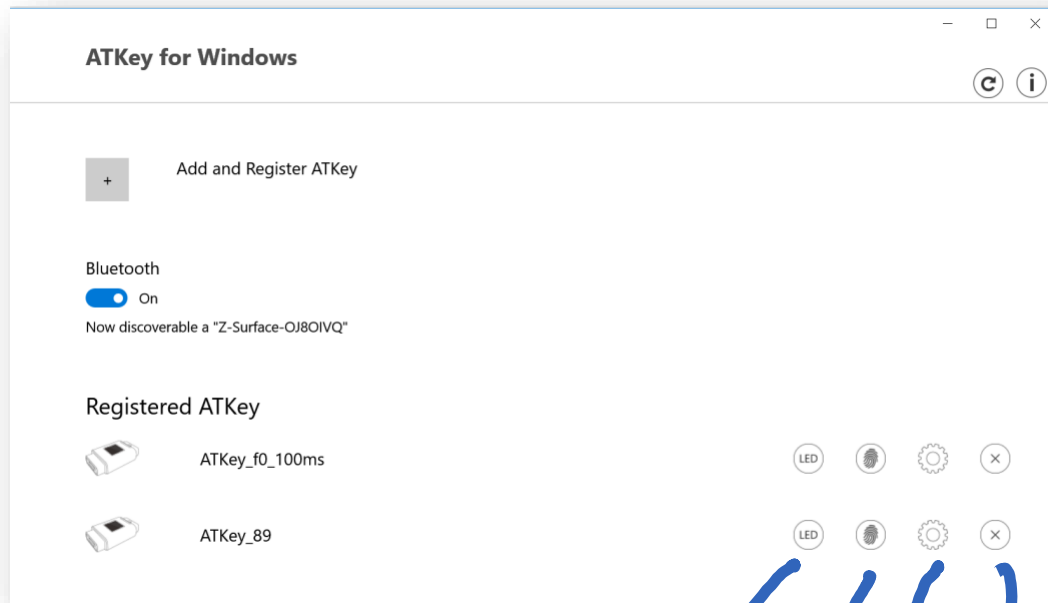 ATKey for Windows
+
Add and Register ATKey
Bluetooth
On
Now discoverable a "Z-Surface-OJ8OIVQ"
Registered ATKey
ATKey_f0_100ms LED
ATKey_89 LED